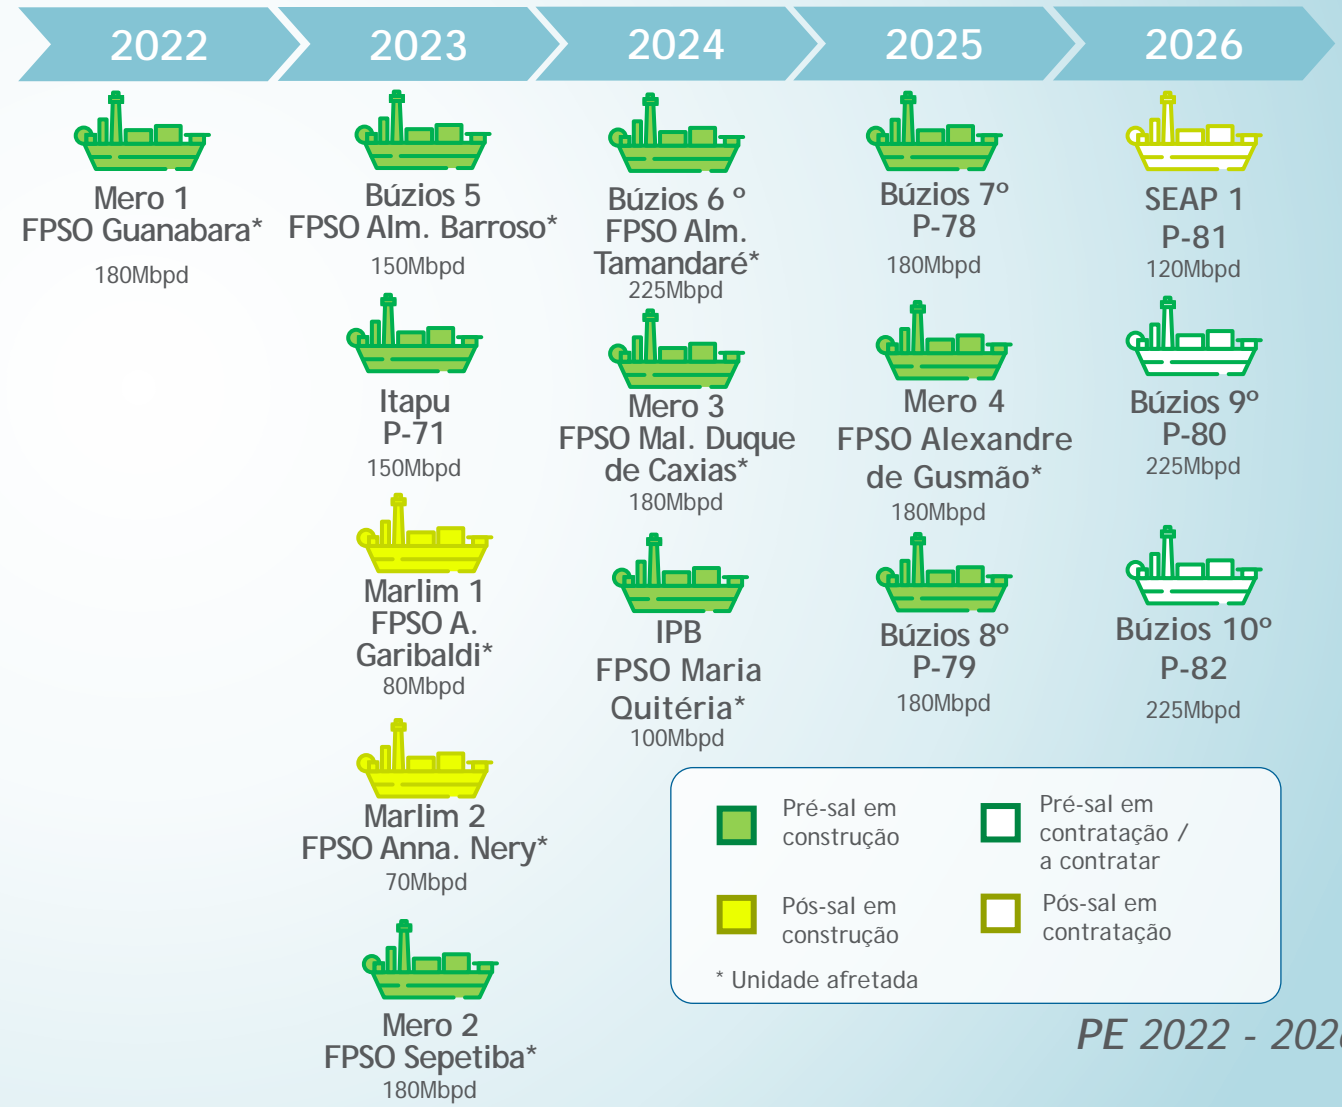 2022
2023
2024
2025
2026
Mero 1
FPSO Guanabara*
180Mbpd
Búzios 5
FPSO Alm. Barroso*
150Mbpd
Itapu
P-71
150Mbpd
Marlim 1
FPSO A.
Garibaldi*
80Mbpd
Marlim 2
FPSO Anna. Nery*
70Mbpd
Mero 2
FPSO Sepetiba*
180Mbpd
Búzios 6 º
FPSO Alm.
Tamandaré*
225Mbpd
Mero 3
FPSO Mal. Duque
de Caxias*
180Mbpd
IPB
FPSO Maria
Quitéria*
100Mbpd
Búzios 7º
P-78
180Mbpd
Mero 4
FPSO Alexandre
de Gusmão*
180Mbpd
Búzios 8º
P-79
180Mbpd
SEAP 1
P-81
120Mbpd
Búzios 9º
P-80
225Mbpd
Búzios 10º
P-82
225Mbpd
Pré-sal em
construção
Pré-sal em
contratação /
a contratar
Pós-sal em
construção
Pós-sal em
contratação
* Unidade afretada
PE 2022 - 202